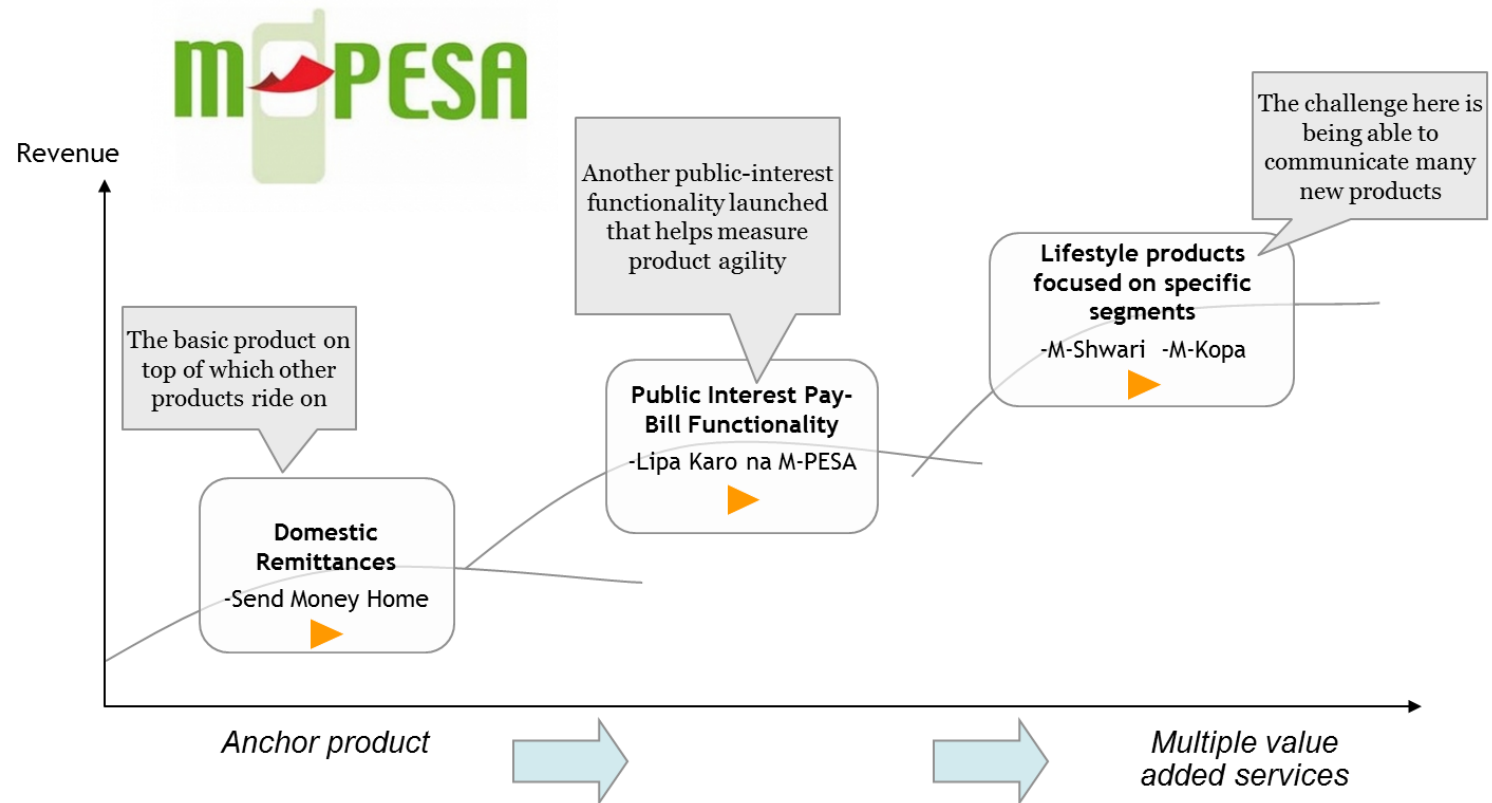 M-PESA
Revenue
The basic product on
top of which other
products ride on
Domestic
Remittances
-Send Money Home
Another public-interest
functionality launched
that helps measure
product agility
Public Interest Pay-
Bill Functionality
-Lipa Karo na M-PESA
The challenge here is
being able to
communicate many
new products
Lifestyle products
focused on specific
segments
-M-Shwari -M-Kopa
Anchor product
Multiple value
added services